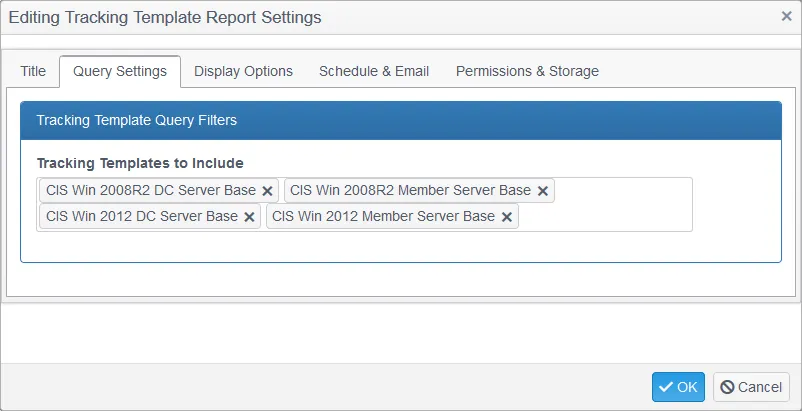 Editing Tracking Template Report Settings
Title Query Settings Display Options Schedule & Email Permissions & Storage
Tracking Template Query Filters
Tracking Templates to Include
CIS Win 2008R2 DC Server Base CIS Win 2008R2 Member Server Base
CIS Win 2012 DC Server Base CIS Win 2012 Member Server Base
OK Cancel